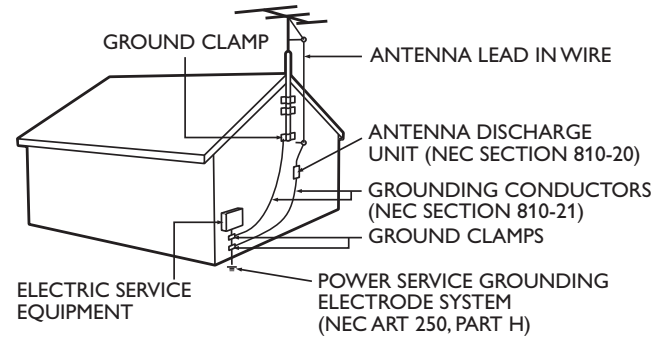 GROUND CLAMP
ANTENNA LEAD IN WIRE
ANTENNA DISCHARGE
UNIT (NEC SECTION 810-20)
GROUNDING CONDUCTORS
(NEC SECTION 810-21)
GROUND CLAMPS
POWER SERVICE GROUNDING
ELECTRODE SYSTEM
(NEC ART 250, PART H)
ELECTRIC SERVICE
EQUIPMENT